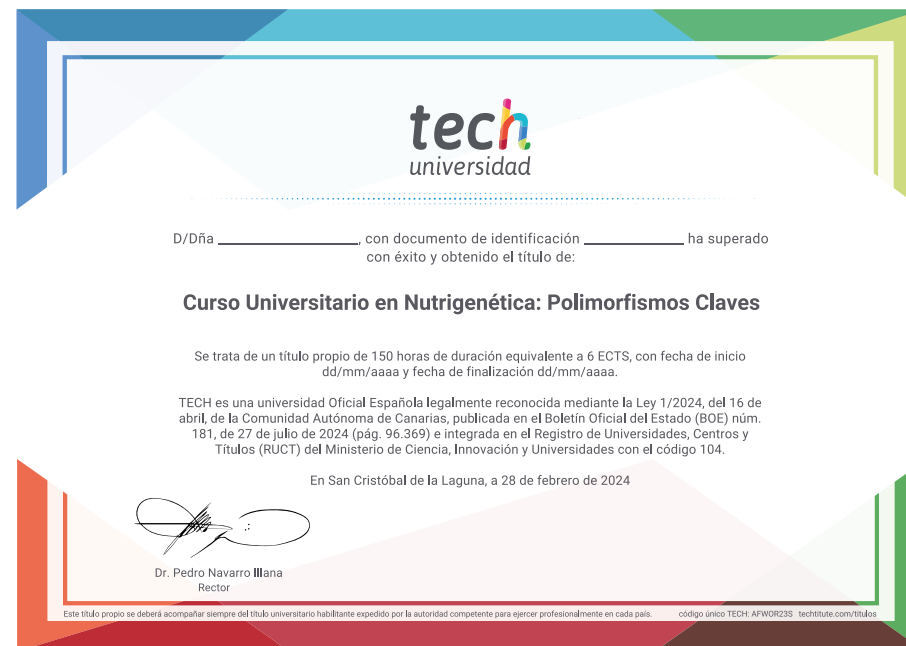 tech
universidad
D/Dña ____________________, con documento de identificación ______________ ha superado
con éxito y obtenido el título de:
Curso Universitario en Nutrigenética: Polimorfismos Claves
Se trata de un título propio de 150 horas de duración equivalente a 6 ECTS, con fecha de inicio
dd/mm/aaaa y fecha de finalización dd/mm/aaaa.
TECH es una universidad Oficial Española legalmente reconocida mediante la Ley 1/2024, del 16 de
abril, de la Comunidad Autónoma de Canarias, publicada en el Boletín Oficial del Estado (BOE) núm.
181, de 27 de julio de 2024 (pág. 96.369) e integrada en el Registro de Universidades, Centros y
Títulos (RUCT) del Ministerio de Ciencia, Innovación y Universidades con el código 104.
En San Cristóbal de la Laguna, a 28 de febrero de 2024
Dr. Pedro Navarro Illana
Rector
Este título propio se deberá acompañar siempre del título universitario habilitante expedido por la autoridad competente para ejercer profesionalmente en cada país. código único TECH: AFWOR23S techtitute.com/titulos